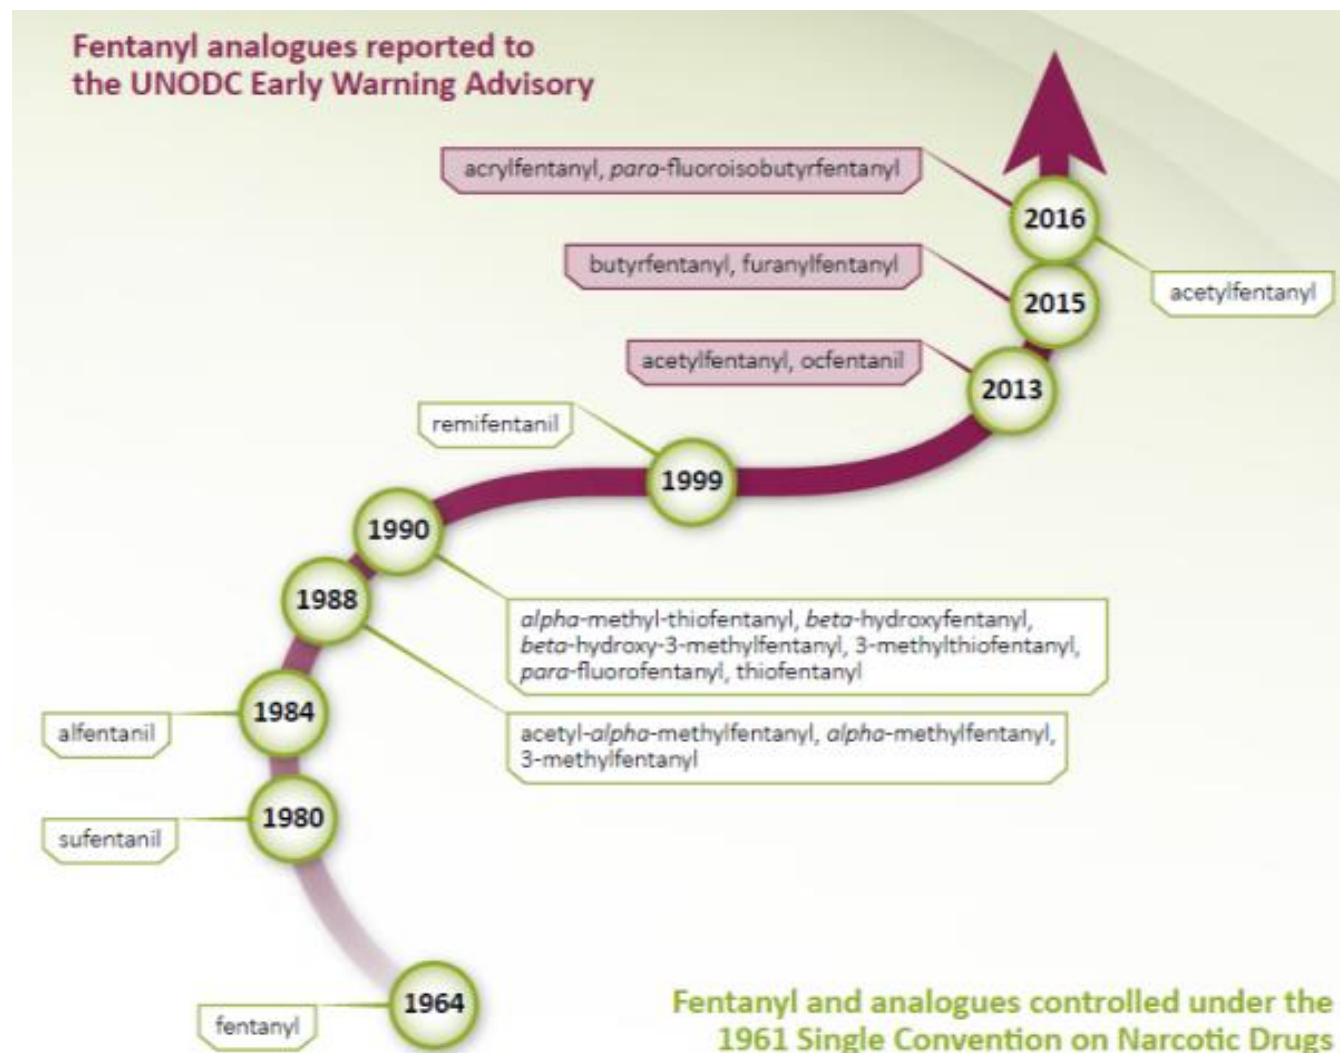 Fentanyl analogues reported to
the UNODC Early Warning Advisory
acrylfentanyl, para-fluoroisobutyrfentanyl
2016
butyrfentanyl, furanylfentanyl
acetylfentanyl
2015
acetylfentanyl, ocfentanil
2013
remifentanil
1999
1990
1988
alpha-methyl-thiofentanyl, beta-hydroxyfentanyl,
beta-hydroxy-3-methylfentanyl, 3-methylthiofentanyl,
para-fluorofentanyl, thiofentanyl
1984
alfentanil
acetyl-alpha-methylfentanyl, alpha-methylfentanyl,
3-methylfentanyl
1980
sufentanil
1964
fentanyl
Fentanyl and analogues controlled under the
1961 Single Convention on Narcotic Drugs